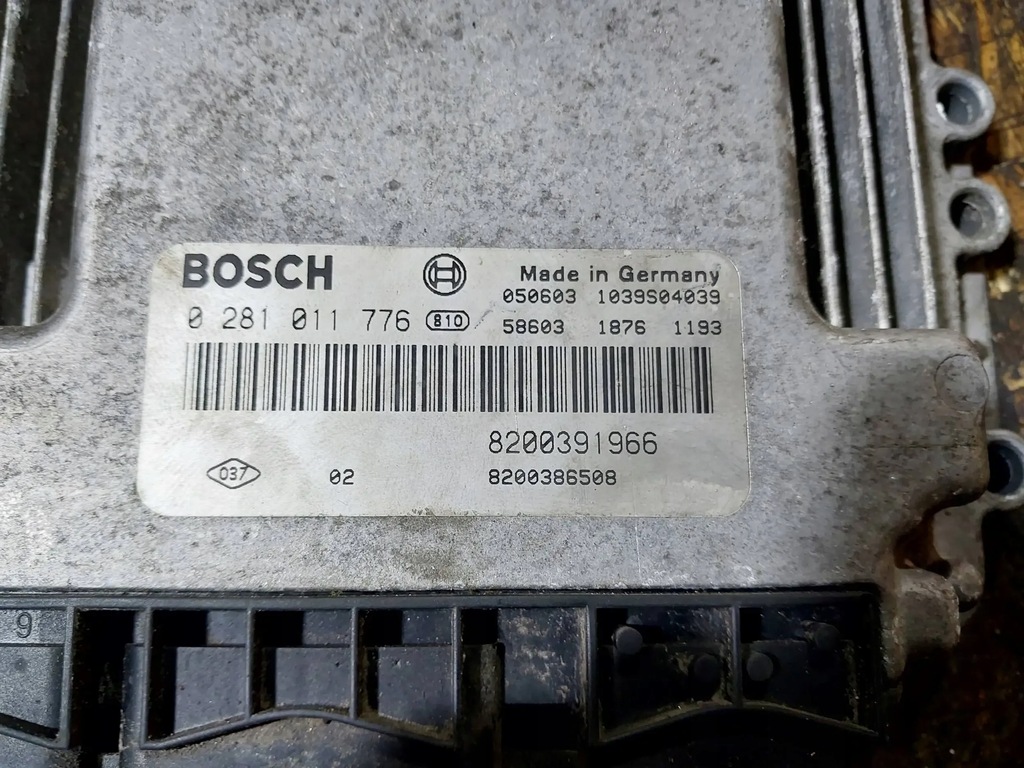 BOSCH
Made in Germany
0 281 011 776 810
050603 1039S04039
58603 1876 1193
8200391966
037 02 8200386508
9